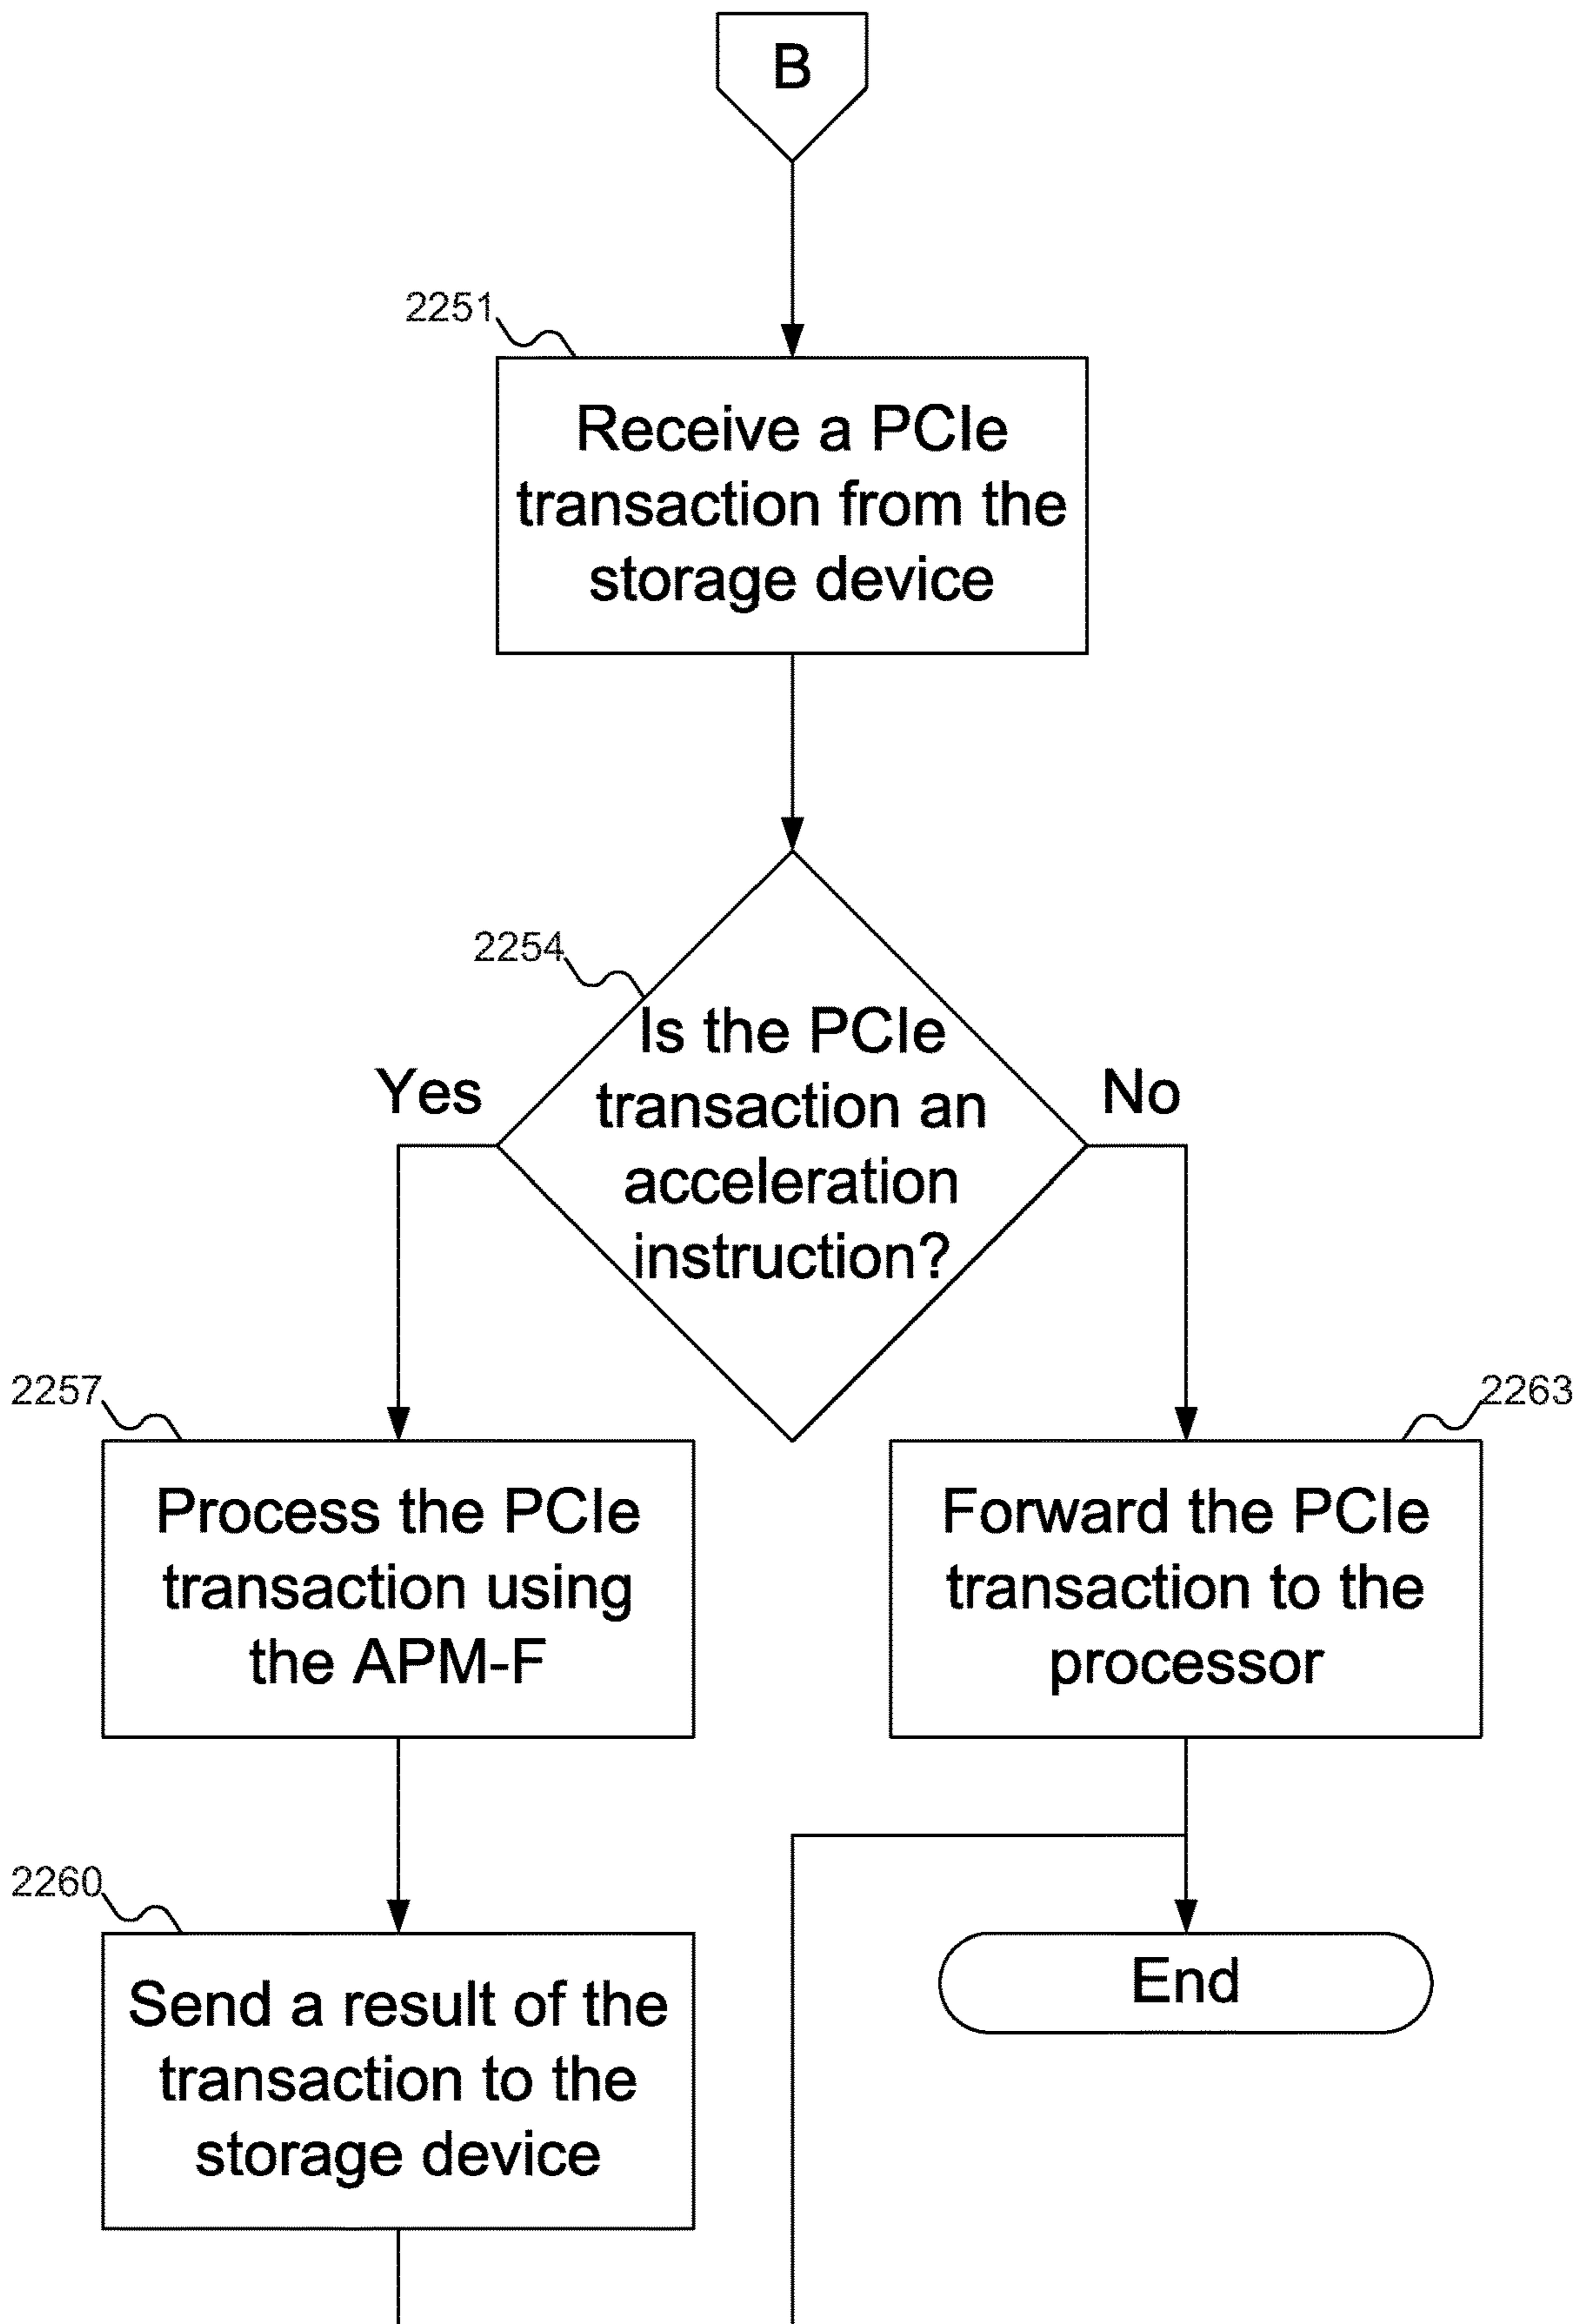 B
2251
Receive a PCIe
transaction from the
storage device
2254
Is the PCIe
transaction an
acceleration
instruction?
Yes
No
2257
Process the PCIe
transaction using
the APM-F
2263
Forward the PCIe
transaction to the
processor
2260
Send a result of the
transaction to the
storage device
End